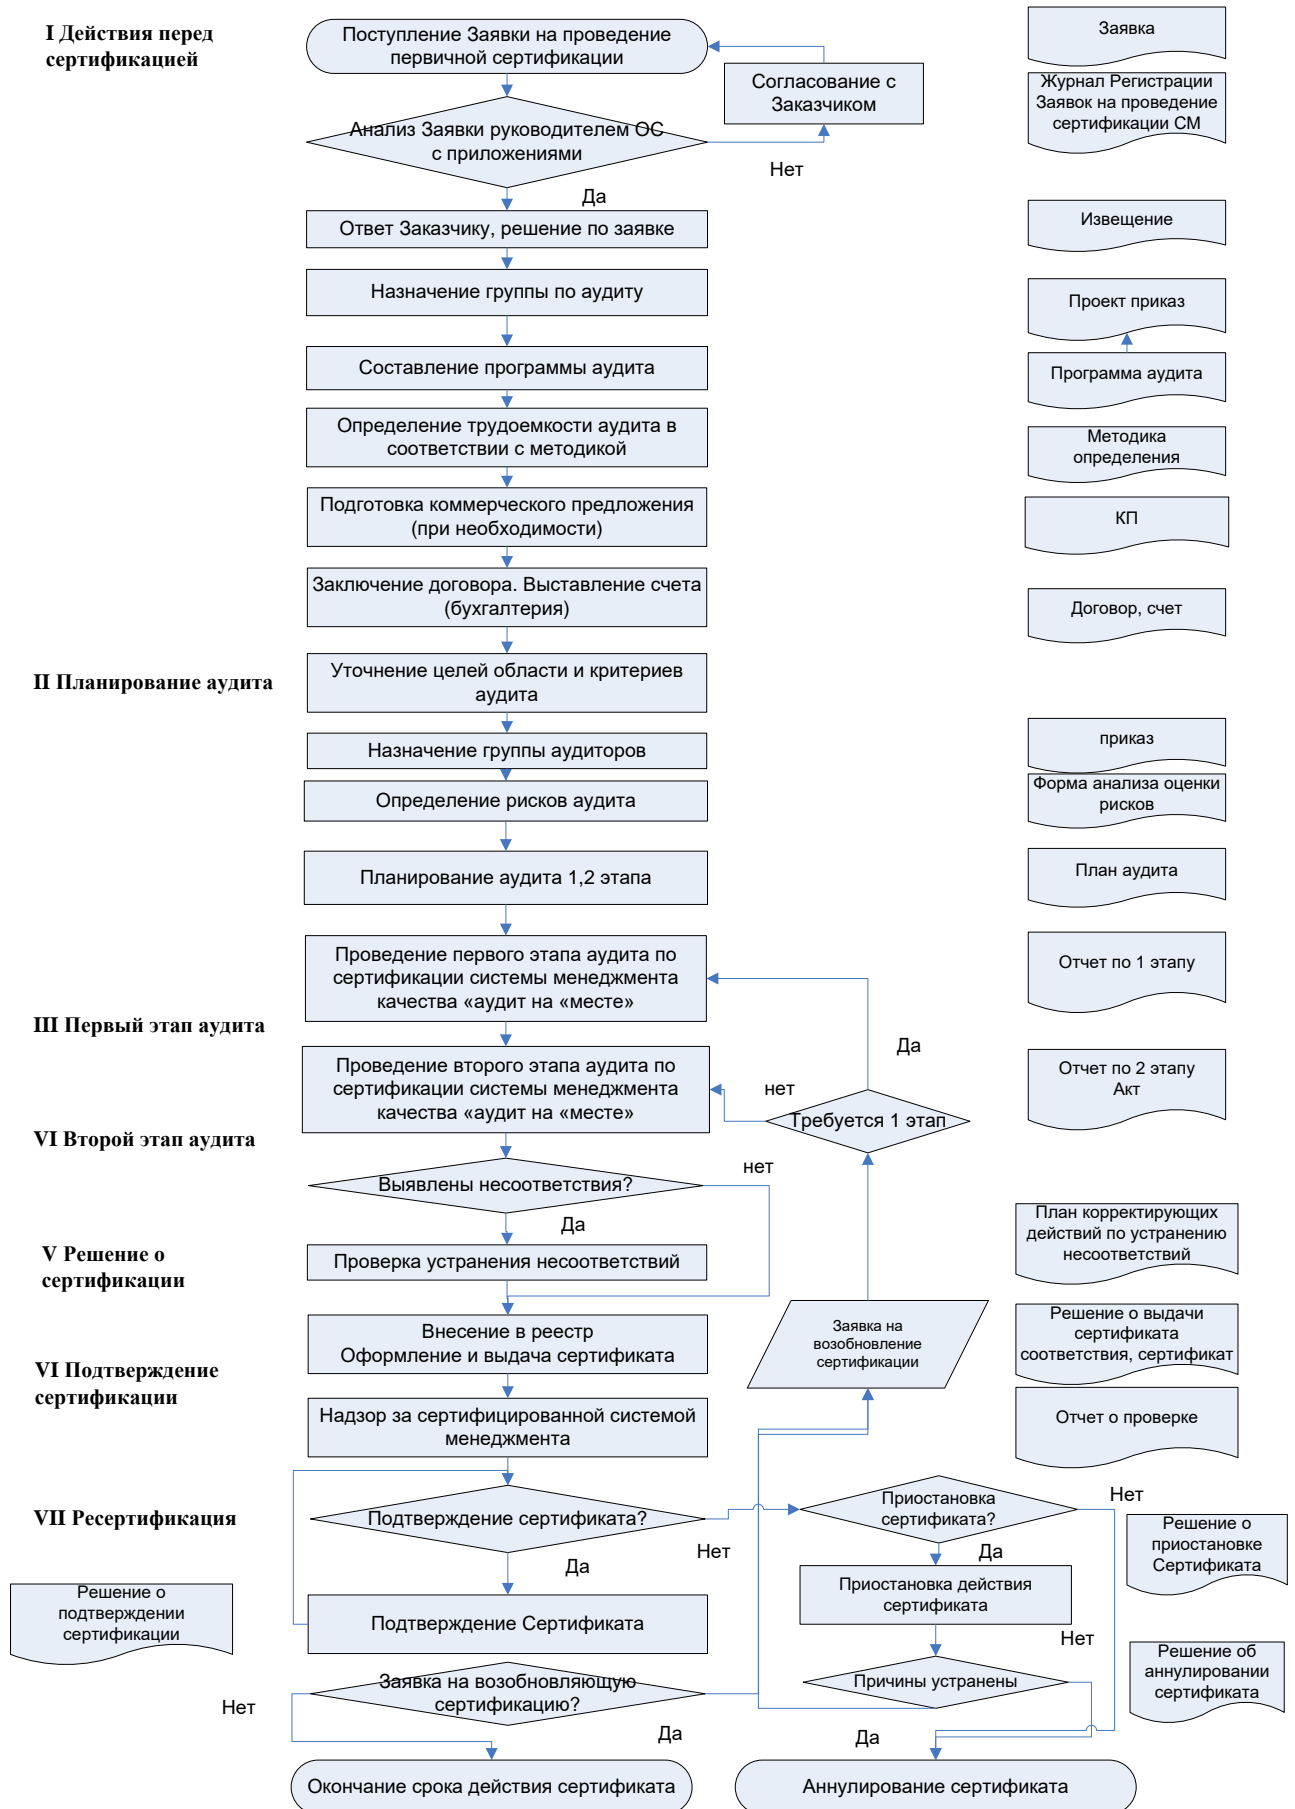 I Действия перед
сертификацией
Поступление Заявки на проведение
первичной сертификации
Согласование с
Заказчиком
Заявка
Журнал Регистрации
Заявок на проведение
сертификации СМ
Анализ Заявки руководителем ОС
с приложениями
Нет
Да
Ответ Заказчику, решение по заявке
Извещение
Назначение группы по аудиту
Проект приказ
Составление программы аудита
Программа аудита
Определение трудоемкости аудита в
соответствии с методикой
Методика
определения
Подготовка коммерческого предложения
(при необходимости)
КП
Заключение договора. Выставление счета
(бухгалтерия)
Договор, счет
II Планирование аудита
Уточнение целей области и критериев
аудита
Назначение группы аудиторов
приказ
Определение рисков аудита
Форма анализа оценки
рисков
Планирование аудита 1,2 этапа
План аудита
Проведение первого этапа аудита по
сертификации системы менеджмента
качества «аудит на «месте»
Отчет по 1 этапу
III Первый этап аудита
Да
Проведение второго этапа аудита по
сертификации системы менеджмента
качества «аудит на «месте»
нет
Требуется 1 этап
Отчет по 2 этапу
Акт
VI Второй этап аудита
Выявлены несоответствия?
нет
Да
План корректирующих
действий по устранению
несоответствий
V Решение о
сертификации
Проверка устранения несоответствий
Внесение в реестр
Оформление и выдача сертификата
Заявка на
возобновление
сертификации
Решение о выдачи
сертификата
соответствия, сертификат
VI Подтверждение
сертификации
Надзор за сертифицированной системой
менеджмента
Отчет о проверке
VII Ресертификация
Подтверждение сертификата?
Нет
Да
Приостановка
сертификата?
Нет
Да
Решение о
приостановке
Сертификата
Решение о
подтверждении
сертификации
Подтверждение Сертификата
Приостановка действия
сертификата
Нет
Заявка на возобновляющую
сертификацию?
Нет
Да
Причины устранены
Да
Решение об
аннулировании
сертификата
Окончание срока действия сертификата
Аннулирование сертификата